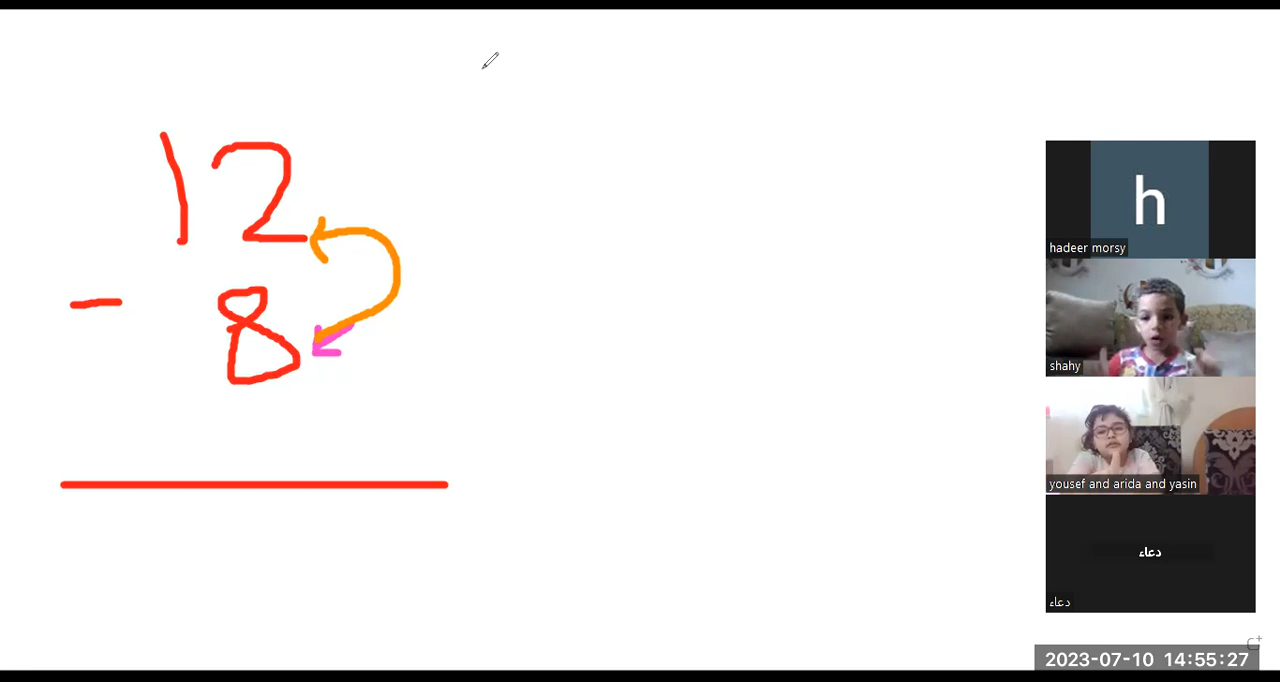 12
- 8
h
hadeer morsy
shahy
yousef and arida and yasin
دعاء
دعاء
2023-07-10 14:55:27